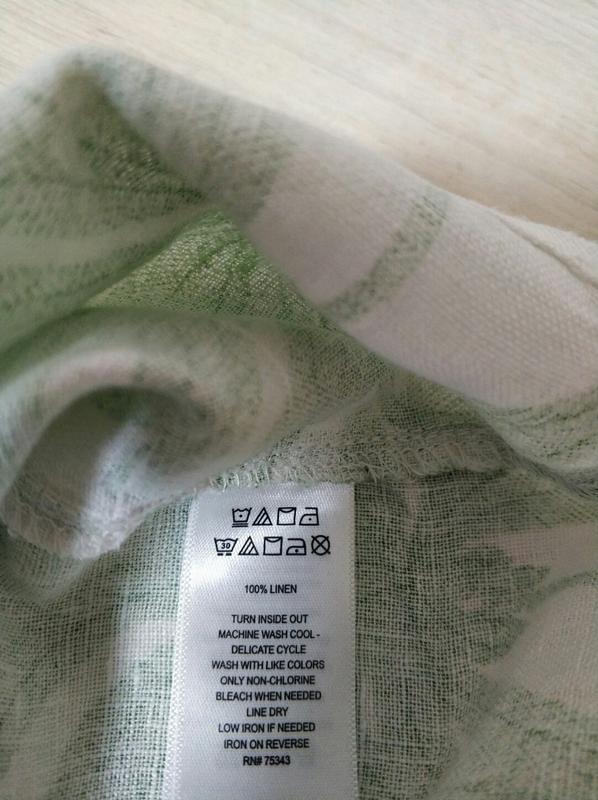 30
100% LINEN
TURN INSIDE OUT
MACHINE WASH COOL -
DELICATE CYCLE
WASH WITH LIKE COLORS
ONLY NON-CHLORINE
BLEACH WHEN NEEDED
LINE DRY
LOW IRON IF NEEDED
IRON ON REVERSE
RN# 75343